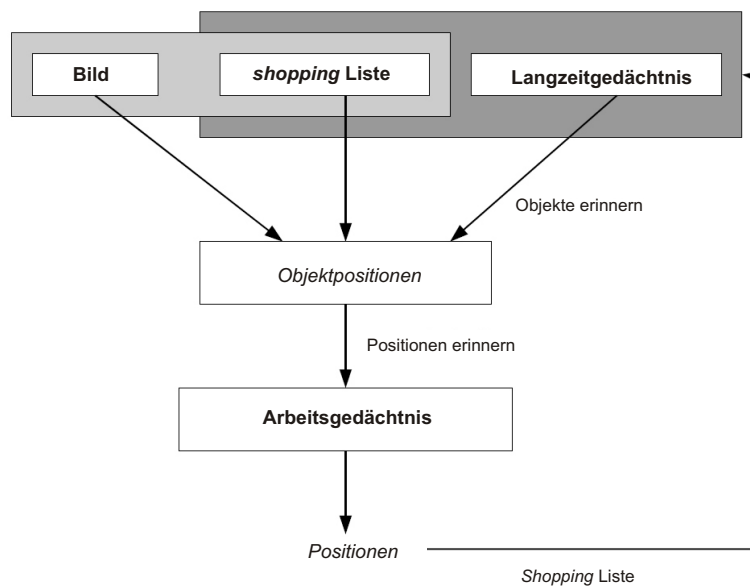 Bild
shopping Liste
Langzeitgedächtnis
Objekte erinnern
Objektpositionen
Positionen erinnern
Arbeitsgedächtnis
Positionen
Shopping Liste